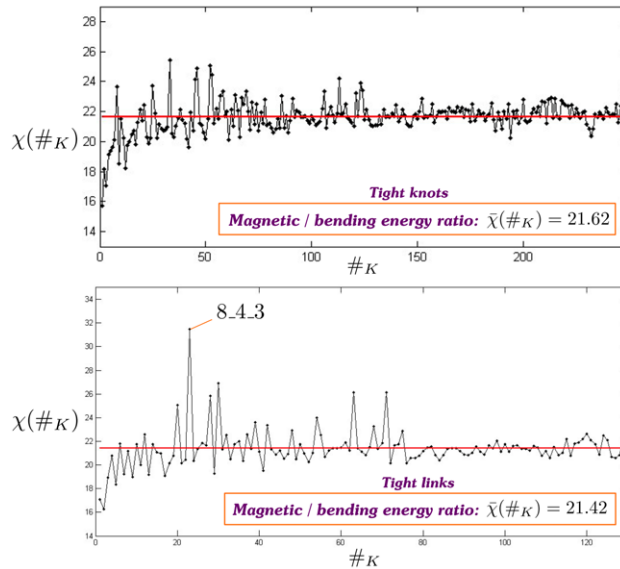 28
26
24
22
χ(#K)
20
18
16
14
Tight knots
Magnetic / bending energy ratio: χ̄(#K) = 21.62
0 50 100 150 200
#K
34
32
30
28
26
24
22
20
18
16
14
8_4_3
χ(#K)
Tight links
Magnetic / bending energy ratio: χ̄(#K) = 21.42
0 20 40 60 80 100 120
#K